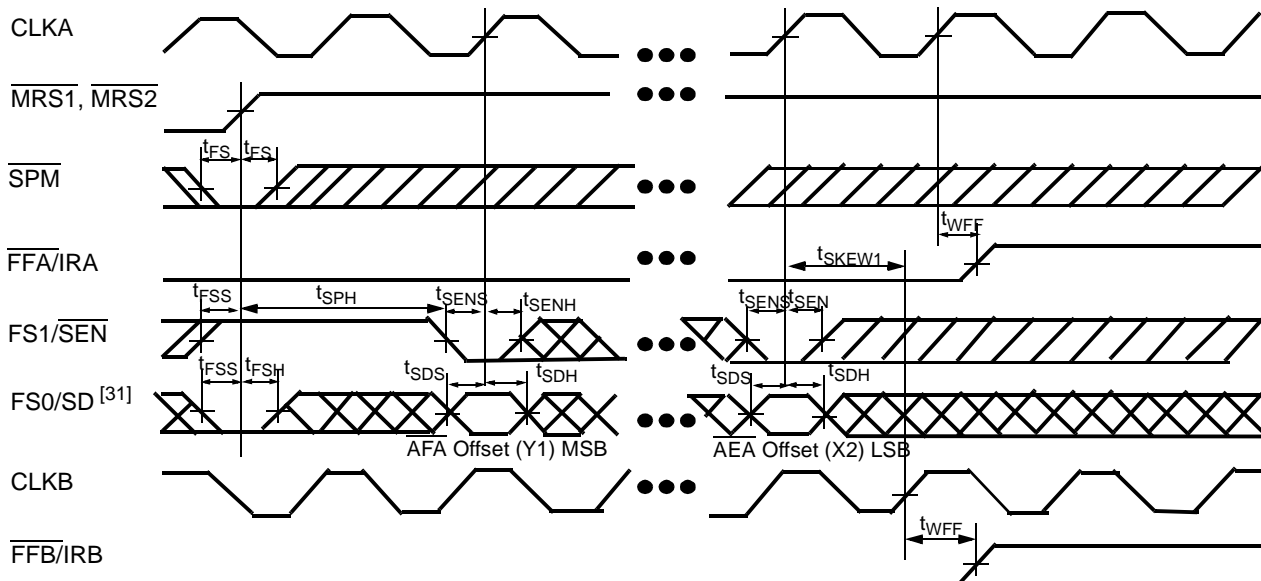 CLKA
MRS1, MRS2
tFS tFS
SPM
tWFF
FFA/IRA
tSKEW1
tFSS tSPH tSENS tSENH tSENS tSEN
FS1/SEN
tFSS tFSH tSDS tSDH tSDS tSDH
FS0/SD [31]
AFA Offset (Y1) MSB AEA Offset (X2) LSB
CLKB
tWFF
FFB/IRB